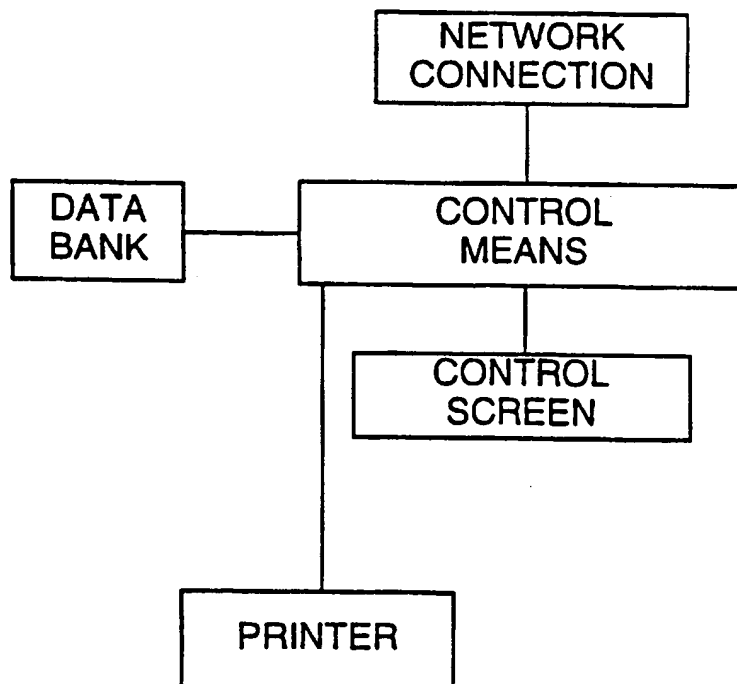 NETWORK
CONNECTION
DATA
BANK
CONTROL
MEANS
CONTROL
SCREEN
PRINTER